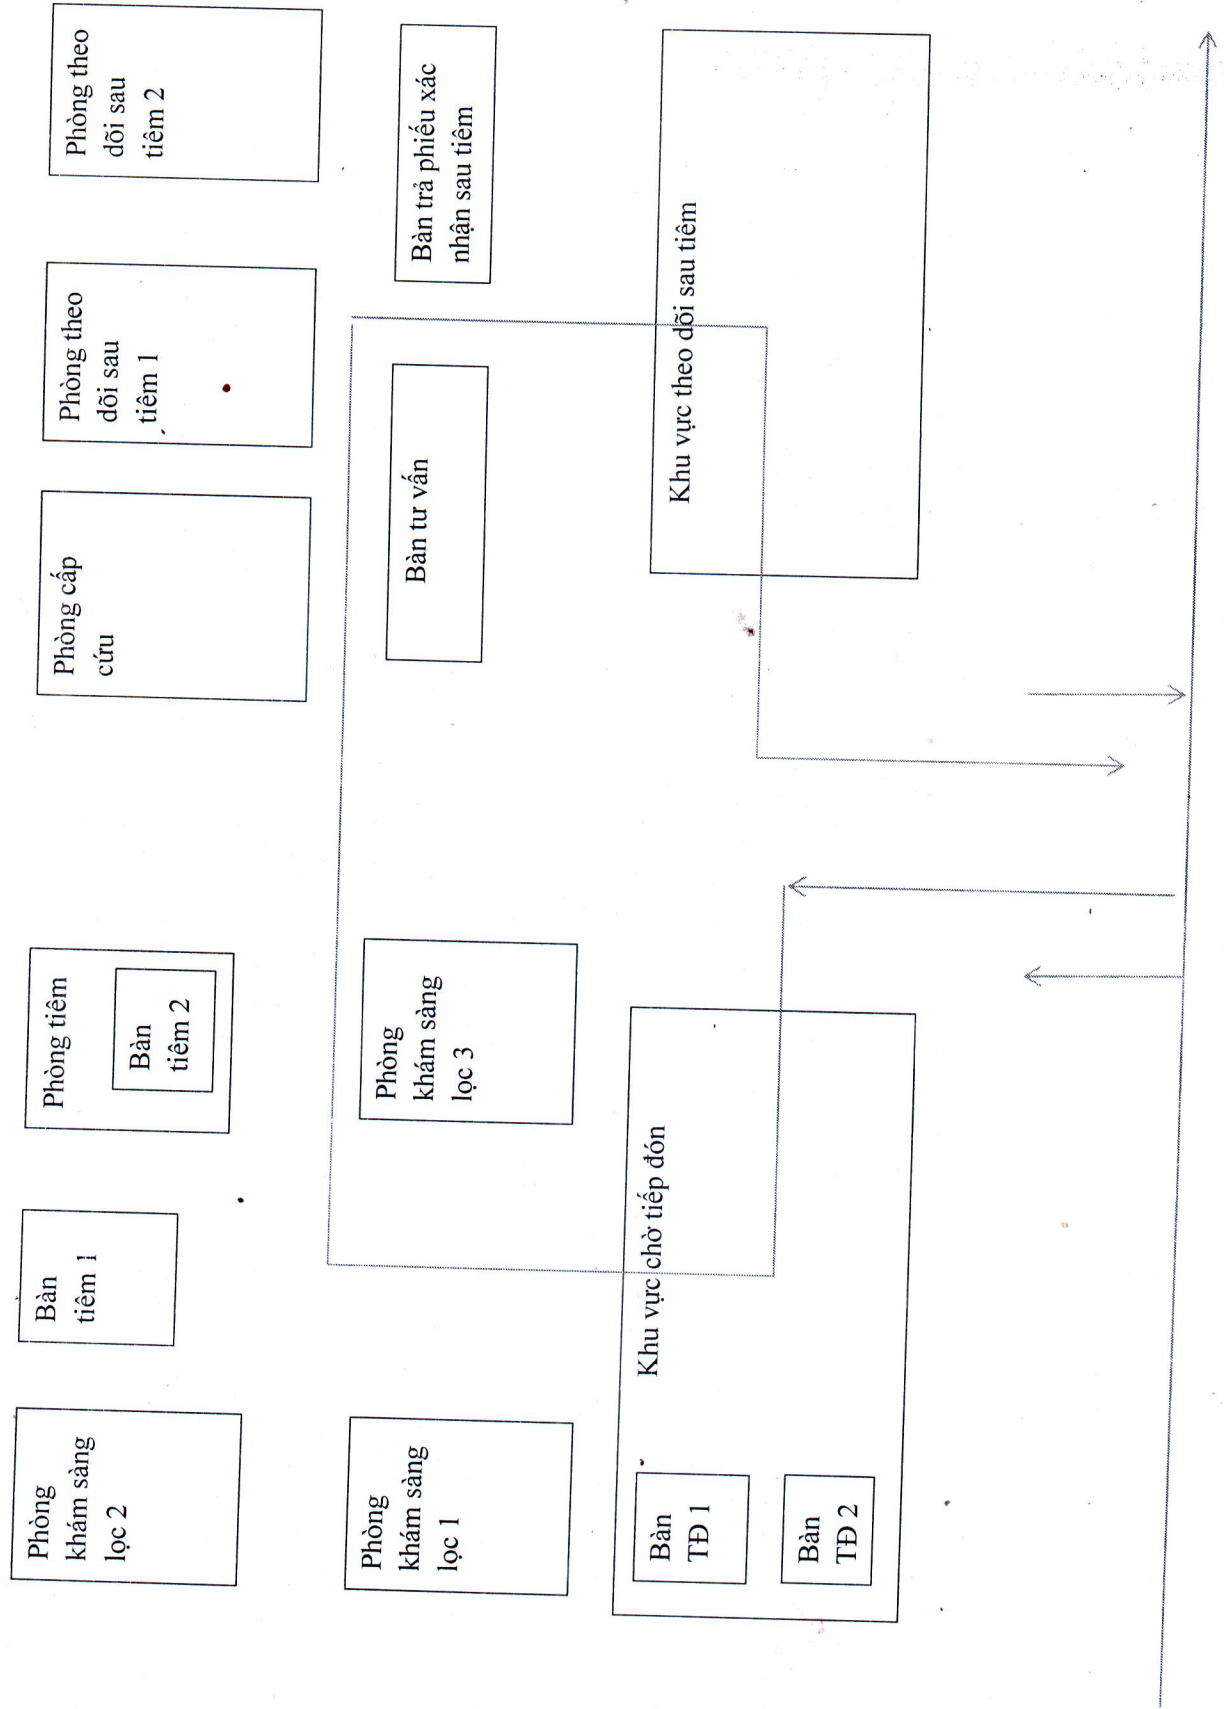 Phòng
khám sàng
lọc 2
Bàn
tiêm 1
Phòng tiêm
Bàn
tiêm 2
Phòng cấp
cứu
Phòng theo
dõi sau
tiêm 1
Phòng theo
dõi sau
tiêm 2
Phòng
khám sàng
lọc 1
Phòng
khám sàng
lọc 3
Bàn tư vấn
Bàn trả phiếu xác
nhận sau tiêm
Khu vực chờ tiếp đón
Bàn
TĐ 1
Bàn
TĐ 2
Khu vực theo dõi sau tiêm